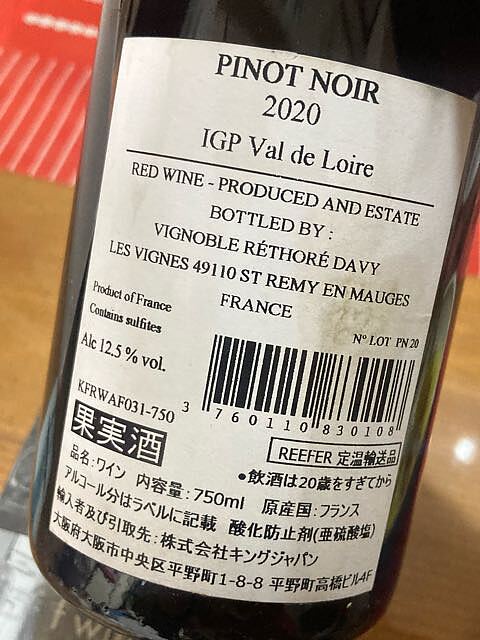 PINOT NOIR
2020
IGP Val de Loire
RED WINE - PRODUCED AND ESTATE
BOTTLED BY :
VIGNOBLE RÉTHORÉ DAVY
LES VIGNES 49110 ST REMY EN MAUGES
FRANCE
Product of France
Contains sulfites
N° LOT PN 20
Alc 12.5 % vol.
KFRWAF031-750
3 760110 830108
果実酒
REEFER 定温輸送品
●飲酒は20歳をすぎてから
品名:ワイン 内容量:750ml 原産国:フランス
アルコール分はラベルに記載 酸化防止剤(亜硫酸塩)
輸入者及び引取先:株式会社キングジャパン
大阪府大阪市中央区平野町1-8-8 平野町高橋ビル4F